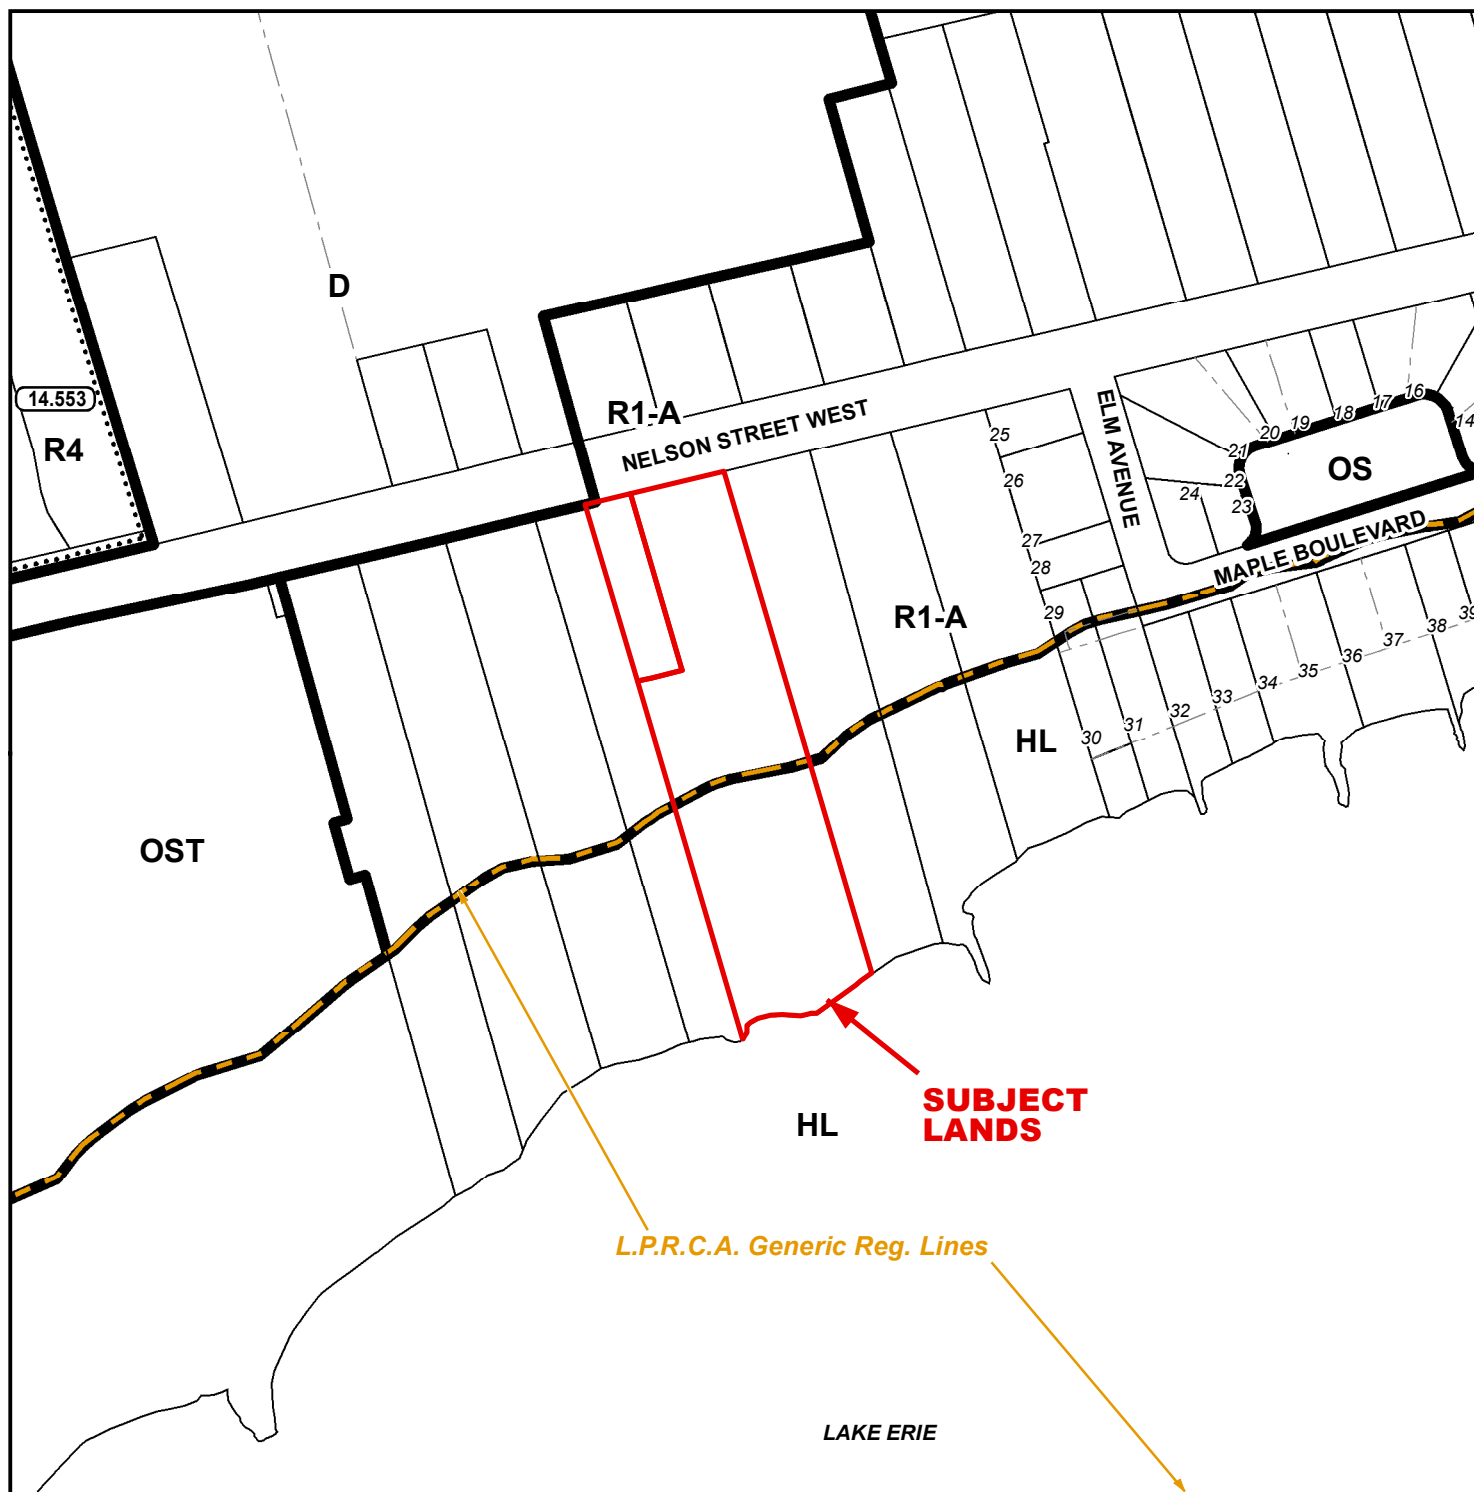 D
14.553
R4
R1-A
NELSON STREET WEST
ELM AVENUE
25
26
27
28
29
16
17
18
19
20
21
22
23
24
14
OS
MAPLE BOULEVARD
R1-A
39
38
37
36
35
34
33
32
31
30
HL
OST
SUBJECT
LANDS
HL
L.P.R.C.A. Generic Reg. Lines
LAKE ERIE